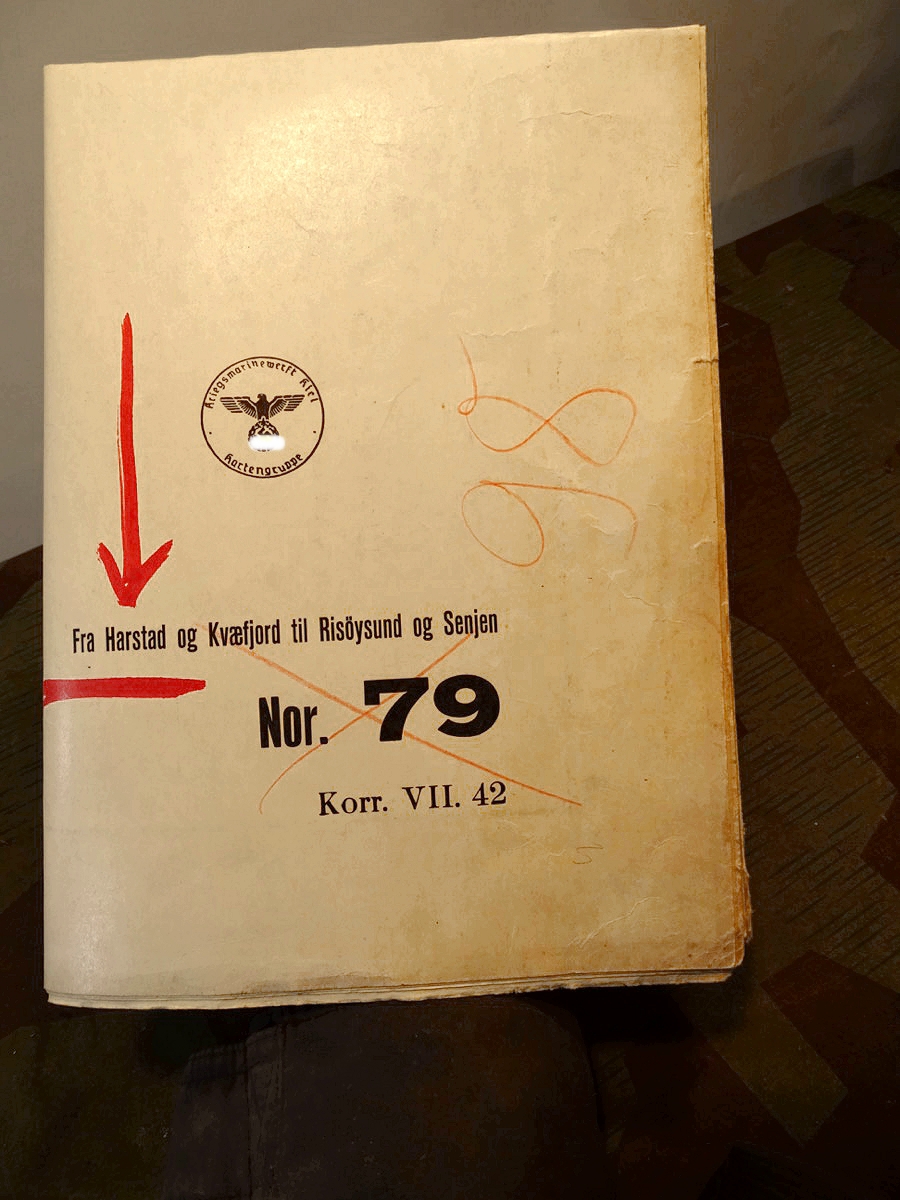 Kriegsmarinewerft Kiel
Kartengruppe
98
Fra Harstad og Kvæfjord til Risöysund og Senjen
Nor. 79
Korr. VII. 42